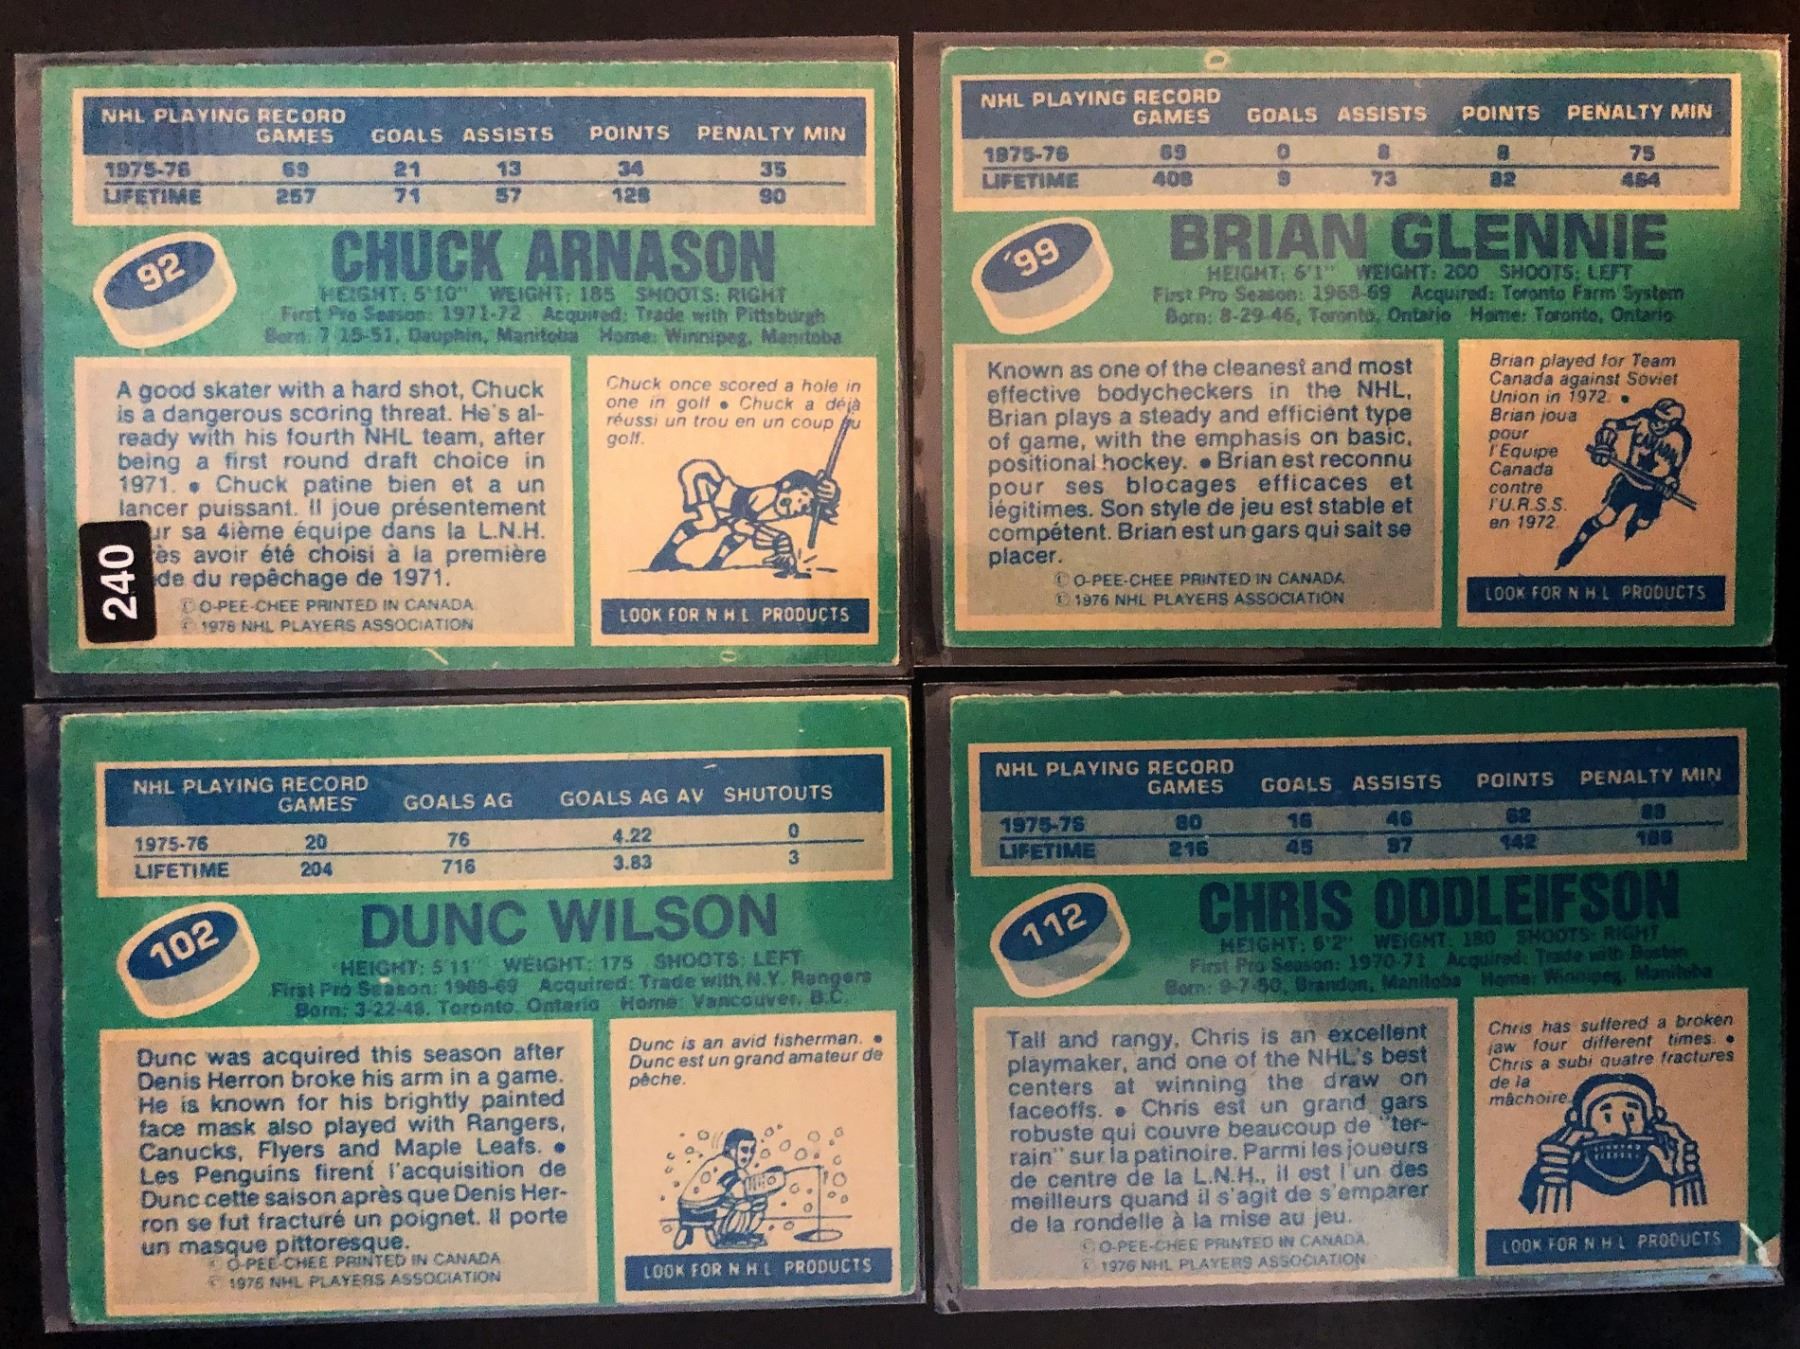 NHL PLAYING RECORD
GAMES GOALS ASSISTS POINTS PENALTY MIN
1975-76 69 21 13 34 35
LIFETIME 257 71 57 128 90
92
CHUCK ARNASON
HEIGHT: 5'10" WEIGHT: 185 SHOOTS: RIGHT
First Pro Season: 1971-72 Acquired: Trade with Pittsburgh
Born: 7 15-51, Dauphin, Manitoba Home: Winnipeg, Manitoba
A good skater with a hard shot, Chuck
is a dangerous scoring threat. He's al-
ready with his fourth NHL team, after
being a first round draft choice in
1971. • Chuck patine bien et a un
lancer puissant. Il joue présentement
ur sa 4ième équipe dans la L.N.H.
ès avoir été choisi à la première
de du repêchage de 1971.
© O-PEE-CHEE PRINTED IN CANADA
© 1976 NHL PLAYERS ASSOCIATION
240
Chuck once scored a hole in
one in golf • Chuck a déjà
réussi un trou en un coup au
golf.
LOOK FOR N H L PRODUCTS
NHL PLAYING RECORD
GAMES GOALS ASSISTS POINTS PENALTY MIN
1975-76 69 0 8 8 75
LIFETIME 408 9 73 82 464
99
BRIAN GLENNIE
HEIGHT: 6'1" WEIGHT: 200 SHOOTS: LEFT
First Pro Season: 1968-69 Acquired: Toronto Farm System
Born: 8-29-46, Toronto, Ontario Home: Toronto, Ontario
Known as one of the cleanest and most
effective bodycheckers in the NHL,
Brian plays a steady and efficient type
of game, with the emphasis on basic,
positional hockey. • Brian est reconnu
pour ses blocages efficaces et
légitimes. Son style de jeu est stable et
compétent. Brian est un gars qui sait se
placer.
© O-PEE-CHEE PRINTED IN CANADA
© 1976 NHL PLAYERS ASSOCIATION
Brian played for Team
Canada against Soviet
Union in 1972. •
Brian joua
pour
l'Equipe
Canada
contre
l'U.R.S.S.
en 1972.
CANADA
LOOK FOR N H L PRODUCTS
NHL PLAYING RECORD
GAMES GOALS AG GOALS AG AV SHUTOUTS
1975-76 20 76 4.22 0
LIFETIME 204 716 3.83 3
102
DUNC WILSON
HEIGHT: 5'11" WEIGHT: 175 SHOOTS: LEFT
First Pro Season: 1968-69 Acquired: Trade with N.Y. Rangers
Born: 3-22-48, Toronto, Ontario Home: Vancouver, B.C.
Dunc was acquired this season after
Denis Herron broke his arm in a game.
He is known for his brightly painted
face mask also played with Rangers,
Canucks, Flyers and Maple Leafs. •
Les Penguins firent l'acquisition de
Dunc cette saison après que Denis Her-
ron se fut fracturé un poignet. Il porte
un masque pittoresque.
© O-PEE-CHEE PRINTED IN CANADA
© 1976 NHL PLAYERS ASSOCIATION
Dunc is an avid fisherman. •
Dunc est un grand amateur de
pêche.
LOOK FOR N H L PRODUCTS
NHL PLAYING RECORD
GAMES GOALS ASSISTS POINTS PENALTY MIN
1975-76 80 16 46 62 83
LIFETIME 216 45 97 142
112
CHRIS ODDLEIFSON
HEIGHT: 6'2" WEIGHT: 180 SHOOTS: RIGHT
First Pro Season: 1970-71 Acquired: Trade with Boston
Born: 9-7-50, Brandon, Manitoba Home: Winnipeg, Manitoba
Tall and rangy, Chris is an excellent
playmaker, and one of the NHL's best
centers at winning the draw on
faceoffs. • Chris est un grand gars
robuste qui couvre beaucoup de "ter-
rain" sur la patinoire. Parmi les joueurs
de centre de la L.N.H., il est l'un des
meilleurs quand il s'agit de s'emparer
de la rondelle à la mise au jeu.
© O-PEE-CHEE PRINTED IN CANADA
© 1976 NHL PLAYERS ASSOCIATION
Chris has suffered a broken
jaw four different times. •
Chris a subi quatre fractures
de la
mâchoire.
LOOK FOR N H L PRODUCTS